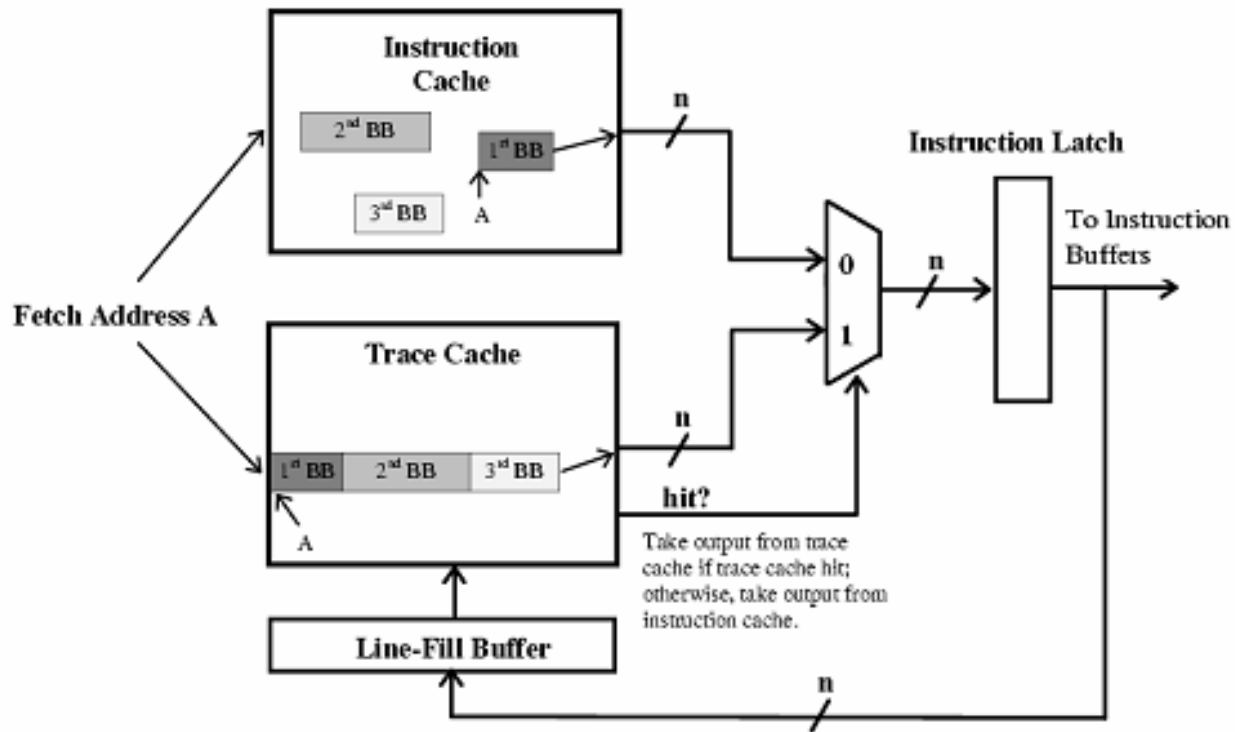 Instruction
Cache
2nd BB
1st BB
3rd BB
A
n
Instruction Latch
To Instruction
Buffers
0
1
n
Fetch Address A
Trace Cache
1st BB
2nd BB
3rd BB
A
n
hit?
Take output from trace
cache if trace cache hit;
otherwise, take output from
instruction cache.
Line-Fill Buffer
n